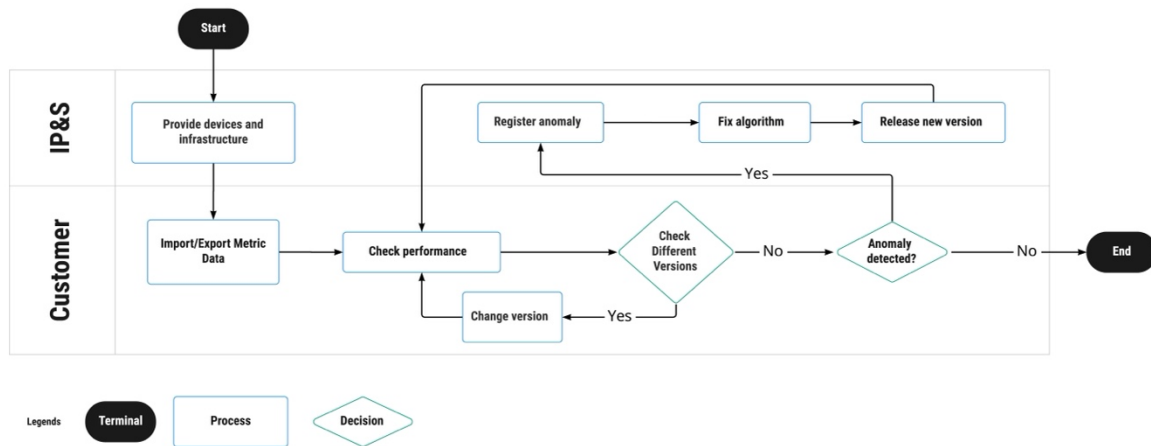 Start
IP&S
Provide devices and
infrastructure
Register anomaly
Fix algorithm
Release new version
Yes
Customer
Import/Export Metric
Data
Check performance
Check
Different
Versions
No
Anomaly
detected?
No
End
Change version
Yes
Legends
Terminal
Process
Decision